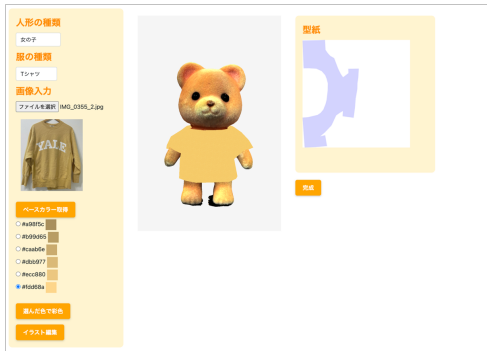 人形の種類
女の子
服の種類
Tシャツ
画像入力
ファイルを選択 IMG_0355_2.jpg
YALE
ベースカラー取得
#a98f5c
#b99d65
#caab6e
#dbb977
#ecc880
#fdd68a
選んだ色で彩色
イラスト編集
型紙
完成